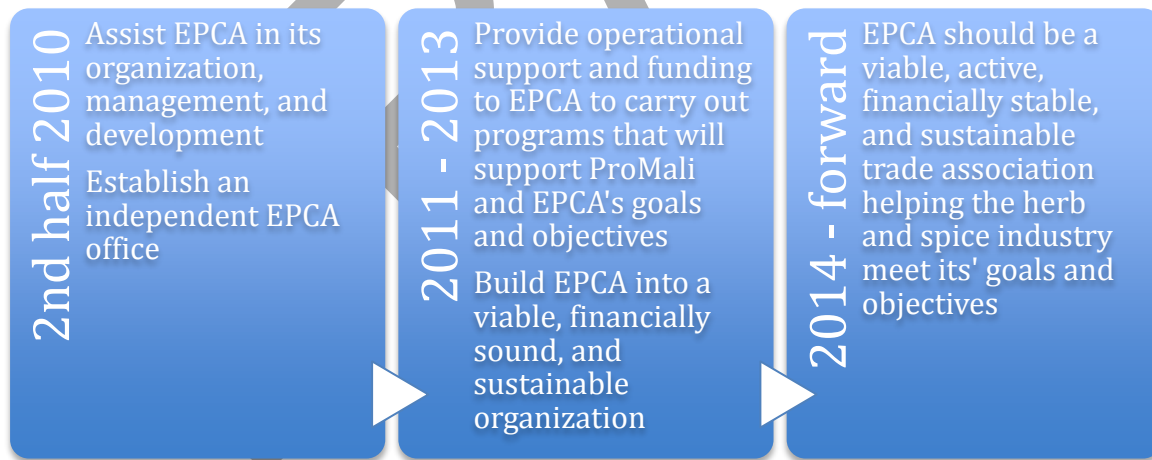 2nd half 2010
Assist EPCA in its
organization,
management, and
development
Establish an
independent EPCA
office
2011 - 2013
Provide operational
support and funding
to EPCA to carry out
programs that will
support ProMali
and EPCA's goals
and objectives
Build EPCA into a
viable, financially
sound, and
sustainable
organization
2014 - forward
EPCA should be a
viable, active,
financially stable,
and sustainable
trade association
helping the herb
and spice industry
meet its' goals and
objectives